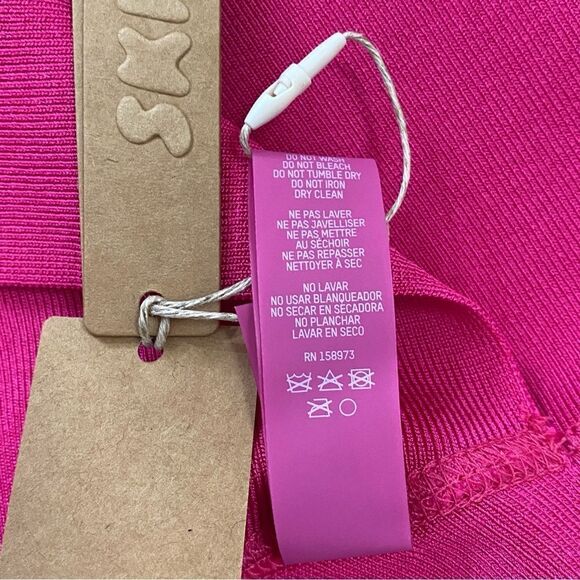 SKI
DO NOT WASH
DO NOT BLEACH
DO NOT TUMBLE DRY
DO NOT IRON
DRY CLEAN
NE PAS LAVER
NE PAS JAVELLISER
NE PAS METTRE
AU SÉCHOIR
NE PAS REPASSER
NETTOYER À SEC
NO LAVAR
NO USAR BLANQUEADOR
NO SECAR EN SECADORA
NO PLANCHAR
LAVAR EN SECO
RN 158973